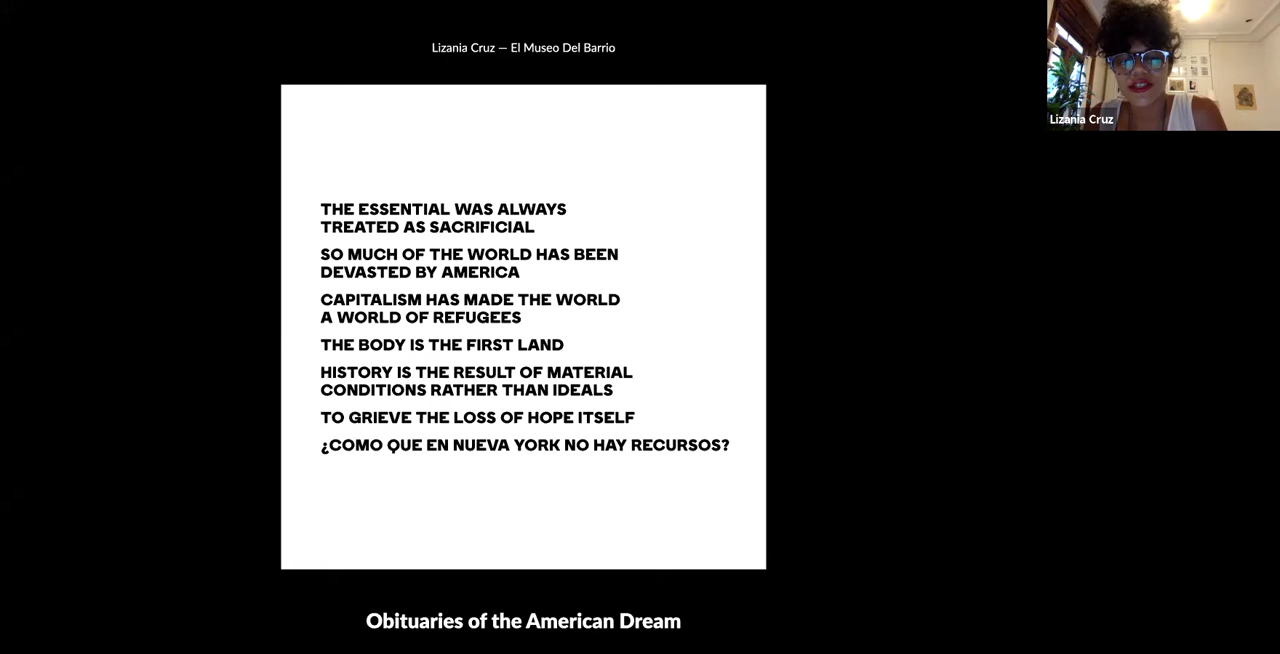 Lizania Cruz — El Museo Del Barrio
Lizania Cruz
THE ESSENTIAL WAS ALWAYS
TREATED AS SACRIFICIAL
SO MUCH OF THE WORLD HAS BEEN
DEVASTED BY AMERICA
CAPITALISM HAS MADE THE WORLD
A WORLD OF REFUGEES
THE BODY IS THE FIRST LAND
HISTORY IS THE RESULT OF MATERIAL
CONDITIONS RATHER THAN IDEALS
TO GRIEVE THE LOSS OF HOPE ITSELF
¿COMO QUE EN NUEVA YORK NO HAY RECURSOS?
Obituaries of the American Dream